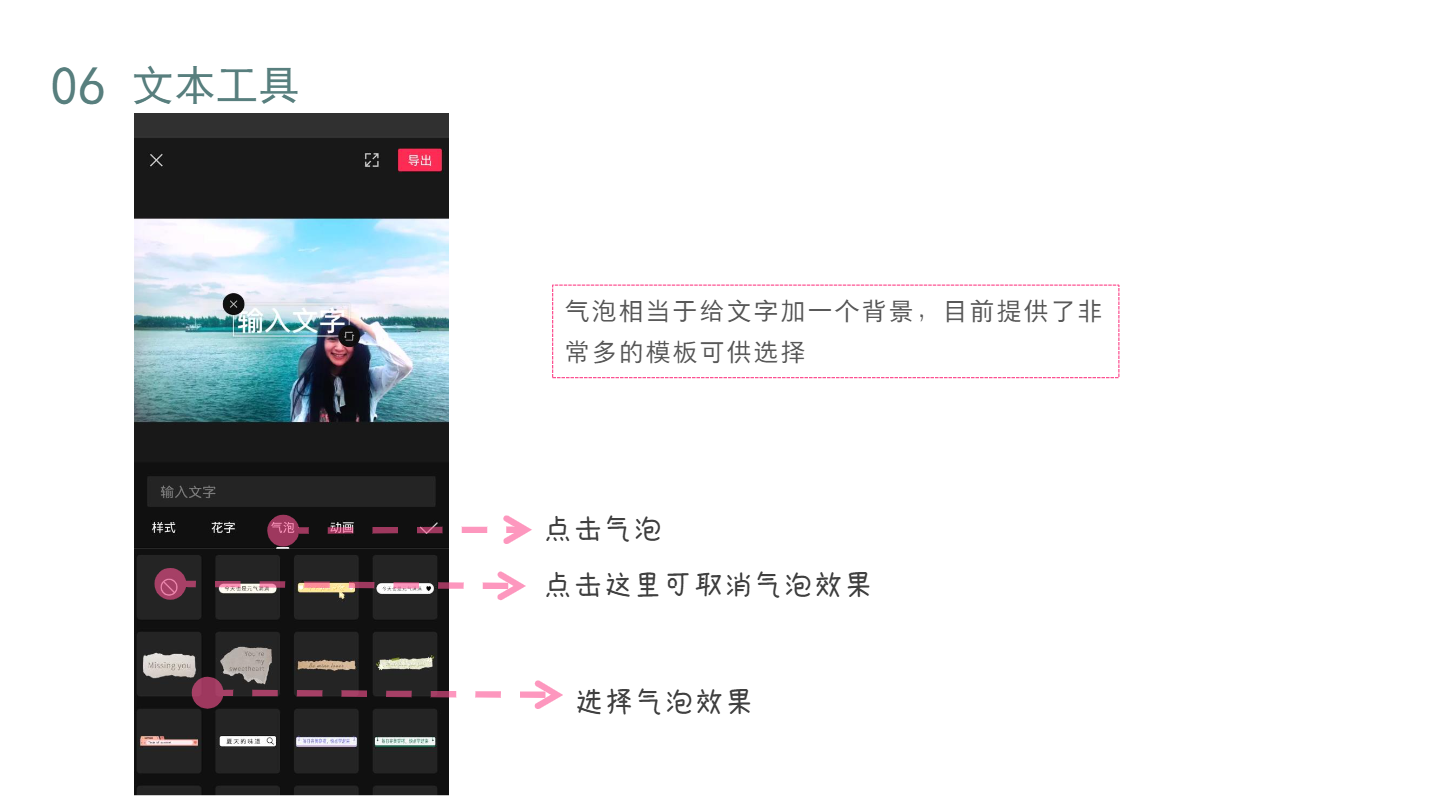 06 文本工具
导出
输入文字
气泡相当于给文字加一个背景，目前提供了非
常多的模板可供选择
输入文字
样式 花字 气泡 动画
点击气泡
点击这里可取消气泡效果
Missing you
You're
my
sweetheart
选择气泡效果
夏天的味道